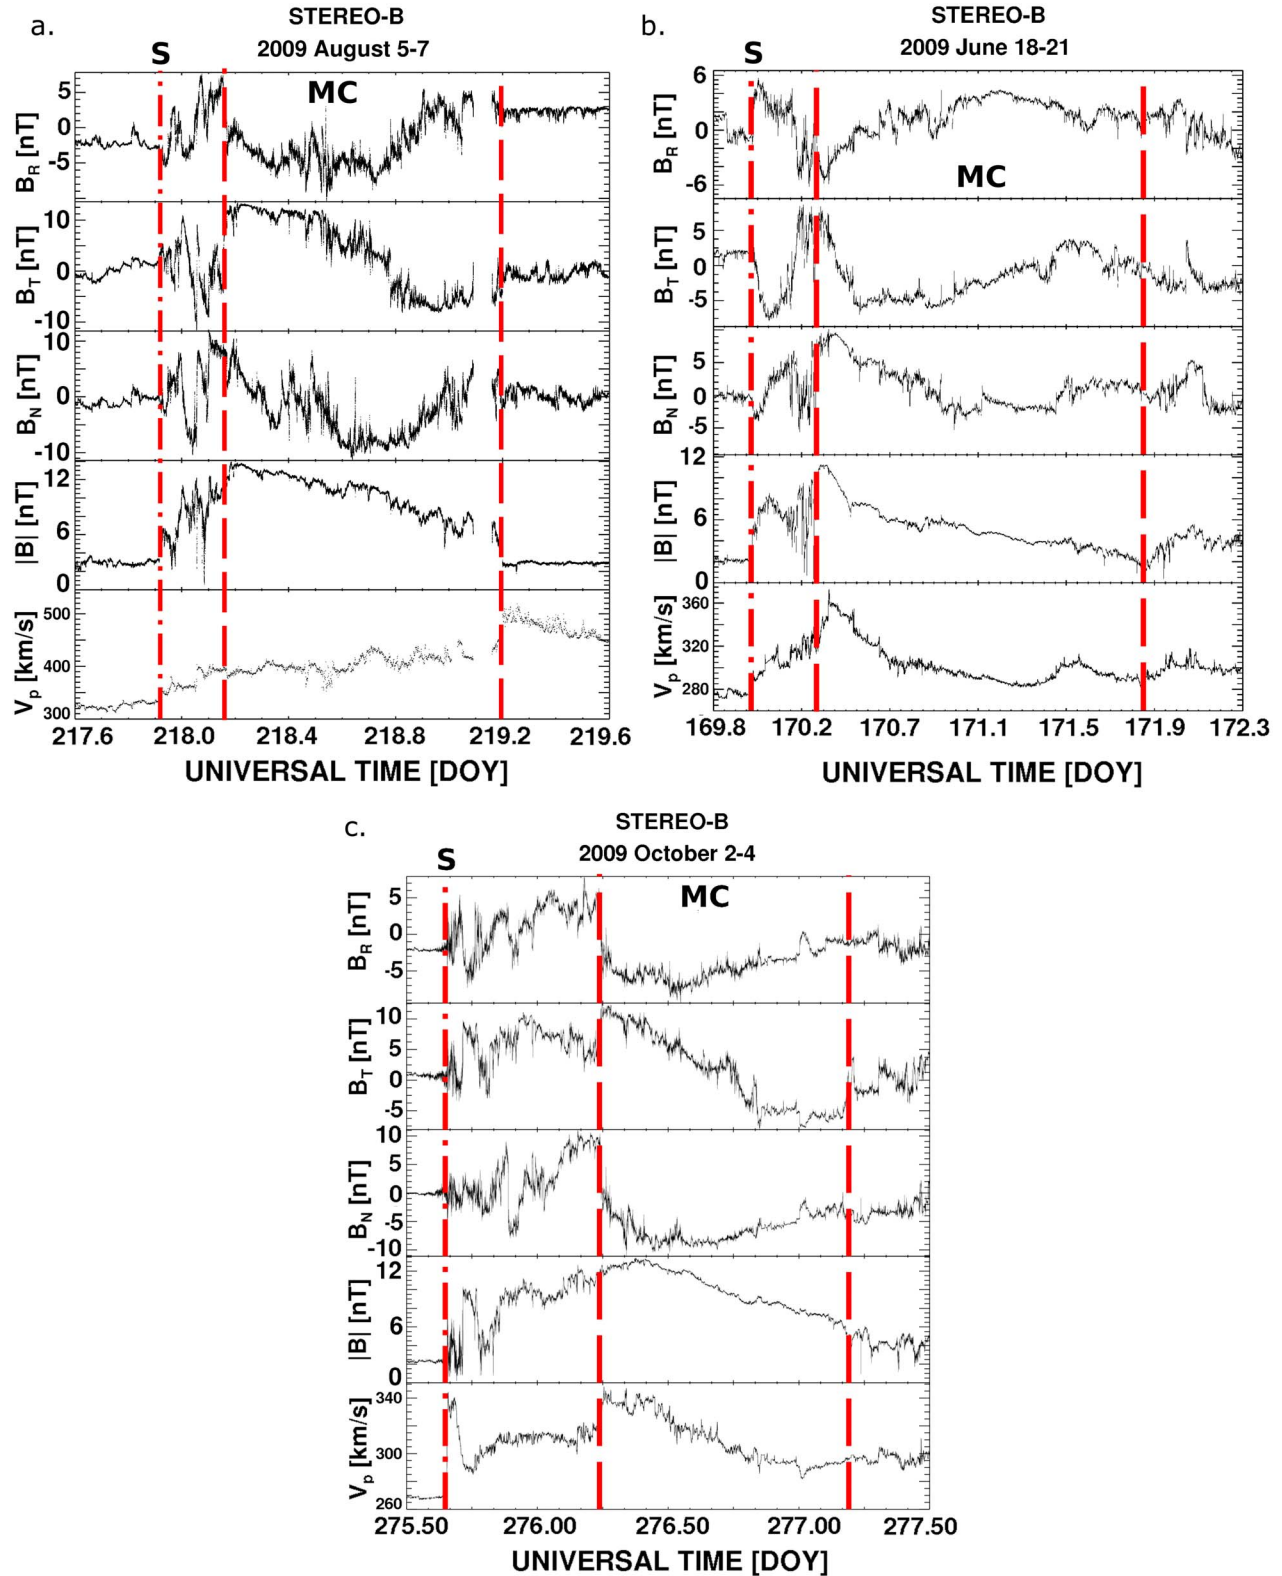 a.
STEREO-B
2009 August 5-7
S
MC
5
0
-5
B_R [nT]
10
0
-10
B_T [nT]
10
0
-10
B_N [nT]
12
6
0
|B| [nT]
500
400
300
V_p [km/s]
217.6 218.0 218.4 218.8 219.2 219.6
UNIVERSAL TIME [DOY]
b.
STEREO-B
2009 June 18-21
S
6
0
-6
B_R [nT]
MC
5
0
-5
B_T [nT]
5
0
-5
B_N [nT]
12
6
0
|B| [nT]
360
320
280
V_p [km/s]
169.8 170.2 170.7 171.1 171.5 171.9 172.3
UNIVERSAL TIME [DOY]
c.
STEREO-B
2009 October 2-4
S
MC
5
0
-5
B_R [nT]
10
5
0
-5
B_T [nT]
10
5
0
-5
-10
B_N [nT]
12
6
0
|B| [nT]
340
300
260
V_p [km/s]
275.50 276.00 276.50 277.00 277.50
UNIVERSAL TIME [DOY]